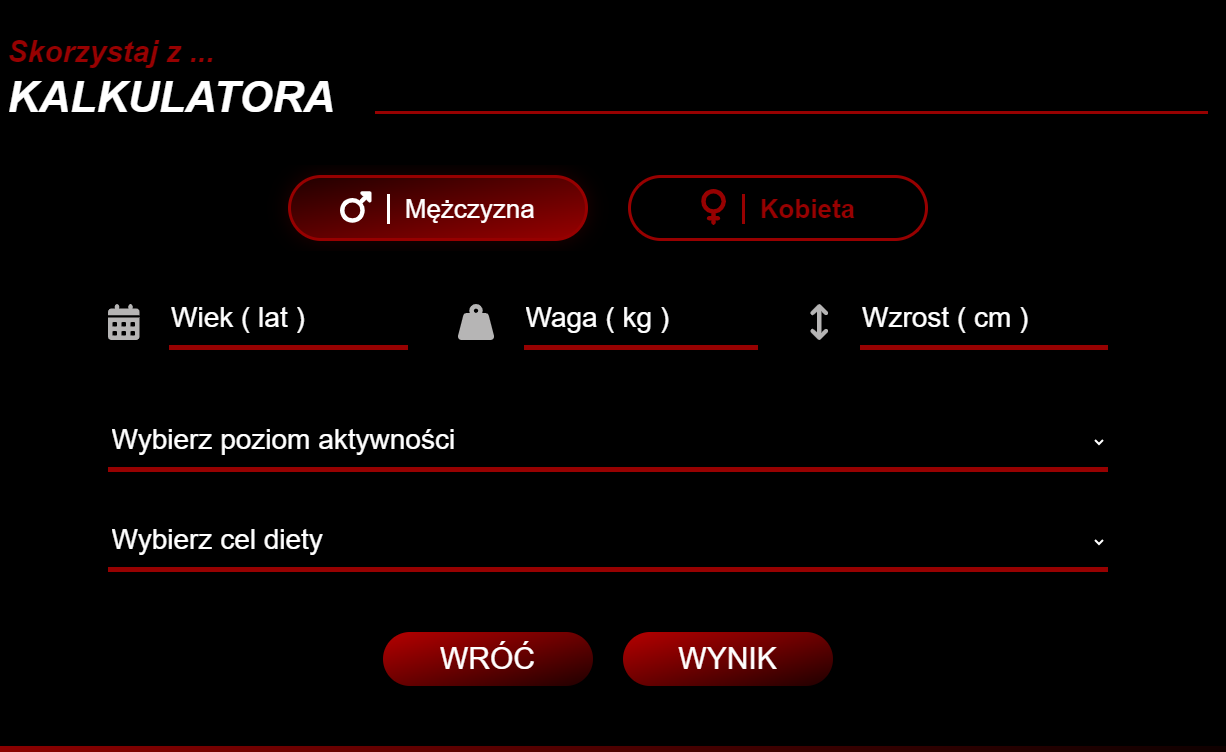 Skorzystaj z ...
KALKULATORA
| Mężczyzna
| Kobieta
Wiek ( lat )
Waga ( kg )
Wzrost ( cm )
Wybierz poziom aktywności
Wybierz cel diety
WRÓĆ
WYNIK